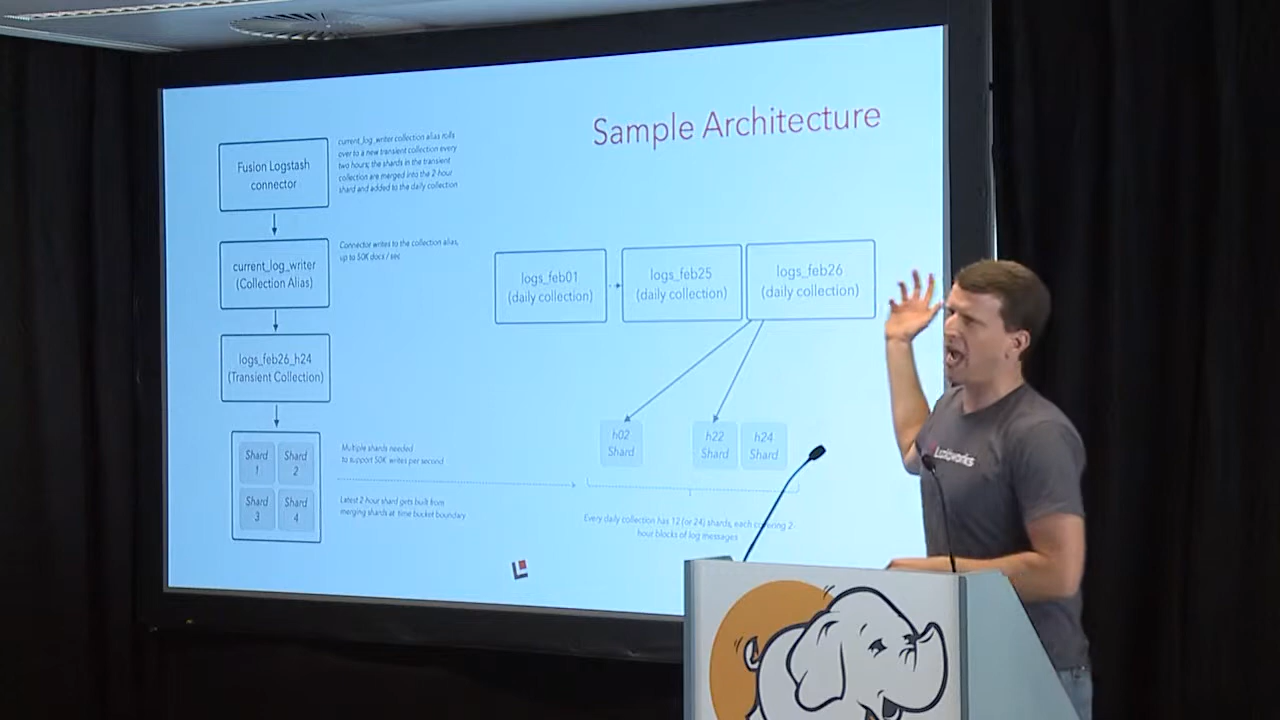 Sample Architecture
Fusion Logstash
connector
current_log_writer collection alias rolls
over to a new transient collection every
two hours; the shards in the transient
collection are merged into the 2 hour
shard and added to the daily collection
current_log_writer
(Collection Alias)
Connector writes to the collection alias,
up to 50K docs / sec
logs_feb26_h24
(Transient Collection)
Shard
1
Shard
2
Shard
3
Shard
4
Multiple shards needed
to support 50K writes per second
Latest 2 hour shard gets built from
merging shards at time bucket boundary
logs_feb01
(daily collection)
logs_feb25
(daily collection)
logs_feb26
(daily collection)
h02
Shard
h22
Shard
h24
Shard
Every daily collection has 12 (or 24) shards, each covering 2-
hour blocks of log messages
Lucidworks